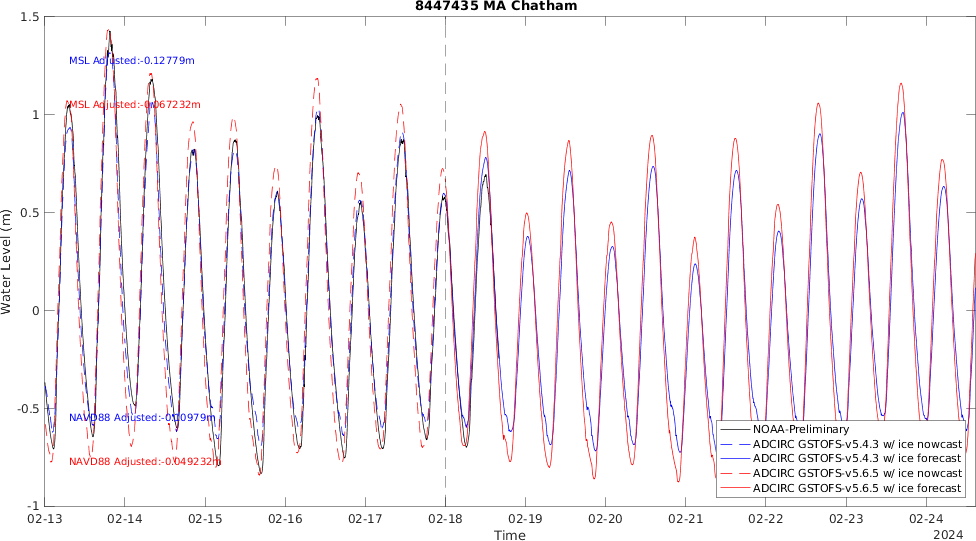 8447435 MA Chatham
1.5
1
0.5
0
-0.5
-1
Water Level (m)
MSL Adjusted:-0.12779m
MSL Adjusted:-0.067232m
NAVD88 Adjusted:-0.10979m
NAVD88 Adjusted:-0.049232m
NOAA-Preliminary
ADCIRC GSTOFS-v5.4.3 w/ ice nowcast
ADCIRC GSTOFS-v5.4.3 w/ ice forecast
ADCIRC GSTOFS-v5.6.5 w/ ice nowcast
ADCIRC GSTOFS-v5.6.5 w/ ice forecast
02-13 02-14 02-15 02-16 02-17 02-18 02-19 02-20 02-21 02-22 02-23 02-24
Time
2024